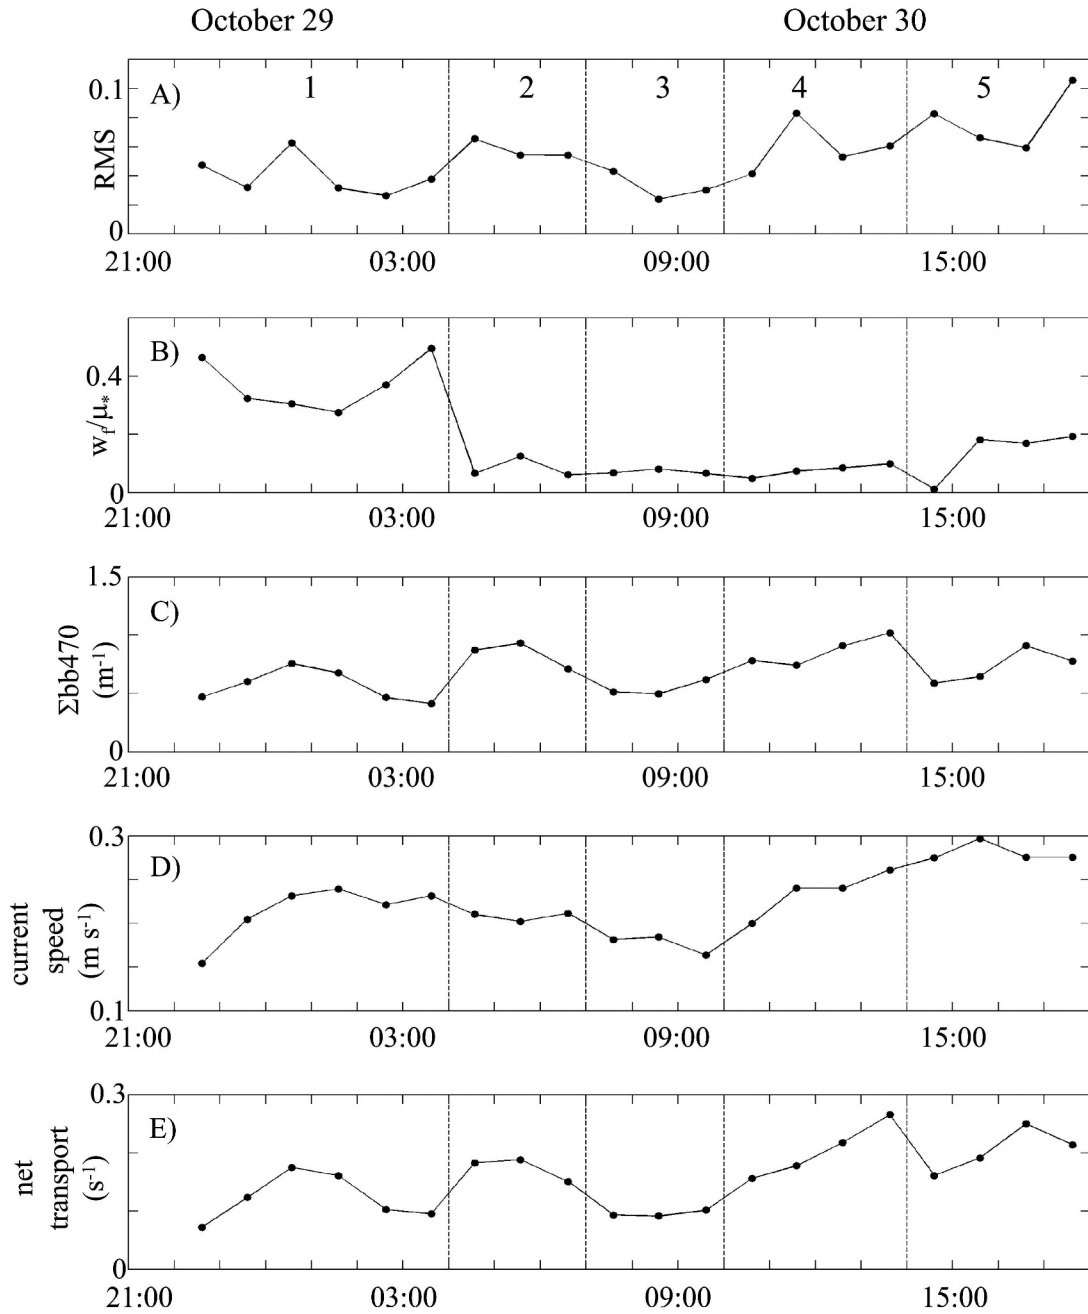 October 29 October 30
A) 1 2 3 4 5
0.1
RMS
0
21:00 03:00 09:00 15:00
B)
0.4
w_f/μ_*
0
21:00 03:00 09:00 15:00
1.5
C)
Σbb470
(m⁻¹)
0
21:00 03:00 09:00 15:00
0.3
D)
current
speed
(m s⁻¹)
0.1
21:00 03:00 09:00 15:00
0.3
E)
net
transport
(s⁻¹)
0
21:00 03:00 09:00 15:00